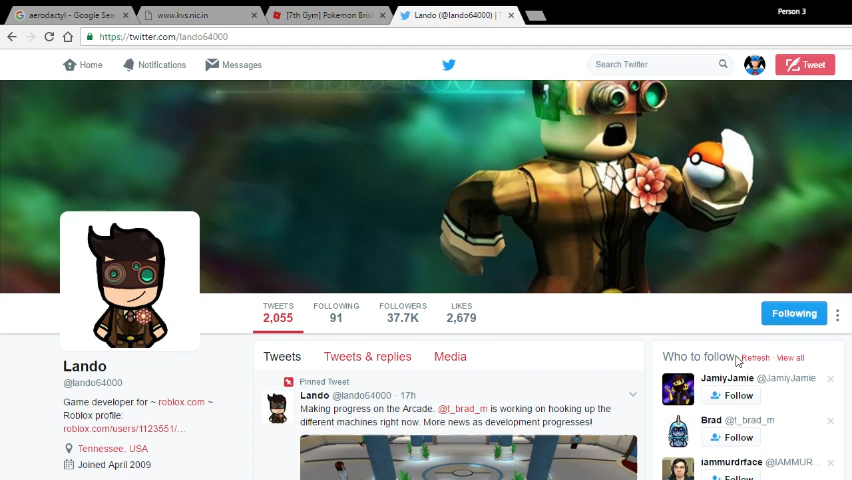 Person 3
aerodactyl - Google Sea
www.kvs.nic.in
[7th Gym] Pokemon Bric
Lando (@lando64000) | T
https://twitter.com/lando64000
Home
Notifications
Messages
Search Twitter
Tweet
TWEETS
2,055
FOLLOWING
91
FOLLOWERS
37.7K
LIKES
2,679
Following
Lando
@lando64000
Game developer for ~ roblox.com ~
Roblox profile:
roblox.com/users/1123551/...
Tennessee, USA
Joined April 2009
Tweets
Tweets & replies
Media
Pinned Tweet
Lando @lando64000 · 17h
Making progress on the Arcade. @t_brad_m is working on hooking up the
different machines right now. More news as development progresses!
Who to follow · Refresh · View all
JamiyJamie @JamiyJamie
Follow
Brad @t_brad_m
Follow
iammurdrface @IAMMUR...
Follow